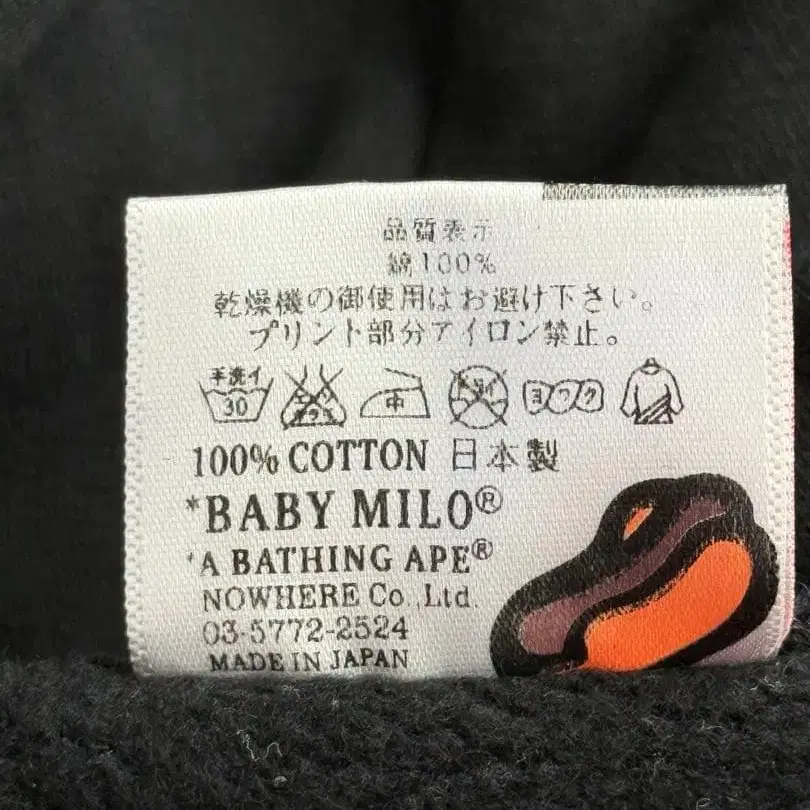 品質表示
綿100%
乾燥機の御使用はお避け下さい。
プリント部分アイロン禁止。
手洗イ 30 中 ドライ ヨワク
100% COTTON 日本製
*BABY MILO®
*A BATHING APE®
NOWHERE Co.,Ltd.
03-5772-2524
MADE IN JAPAN